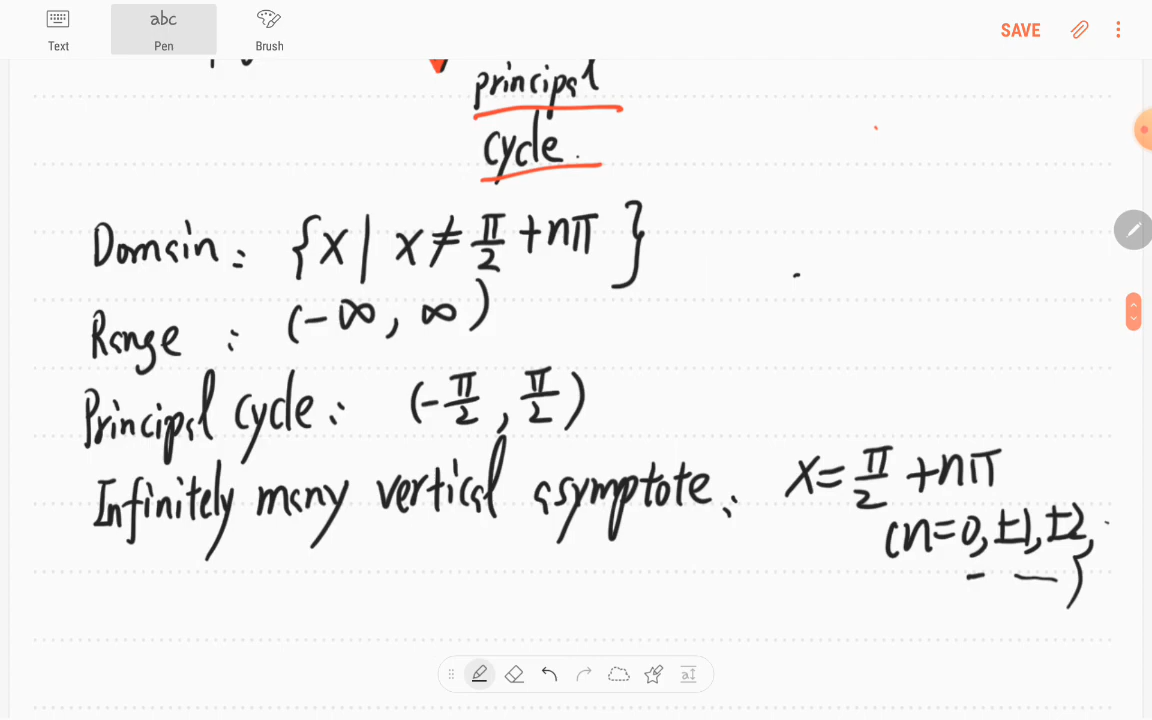 Text
abc
Pen
Brush
SAVE
principal
cycle.
Domain: {x | x ≠ π/2 + nπ }
Range : (-∞, ∞)
Principal cycle: (-π/2, π/2)
Infinitely many vertical asymptote: x = π/2 + nπ
(n=0, ±1, ±2,
- —)